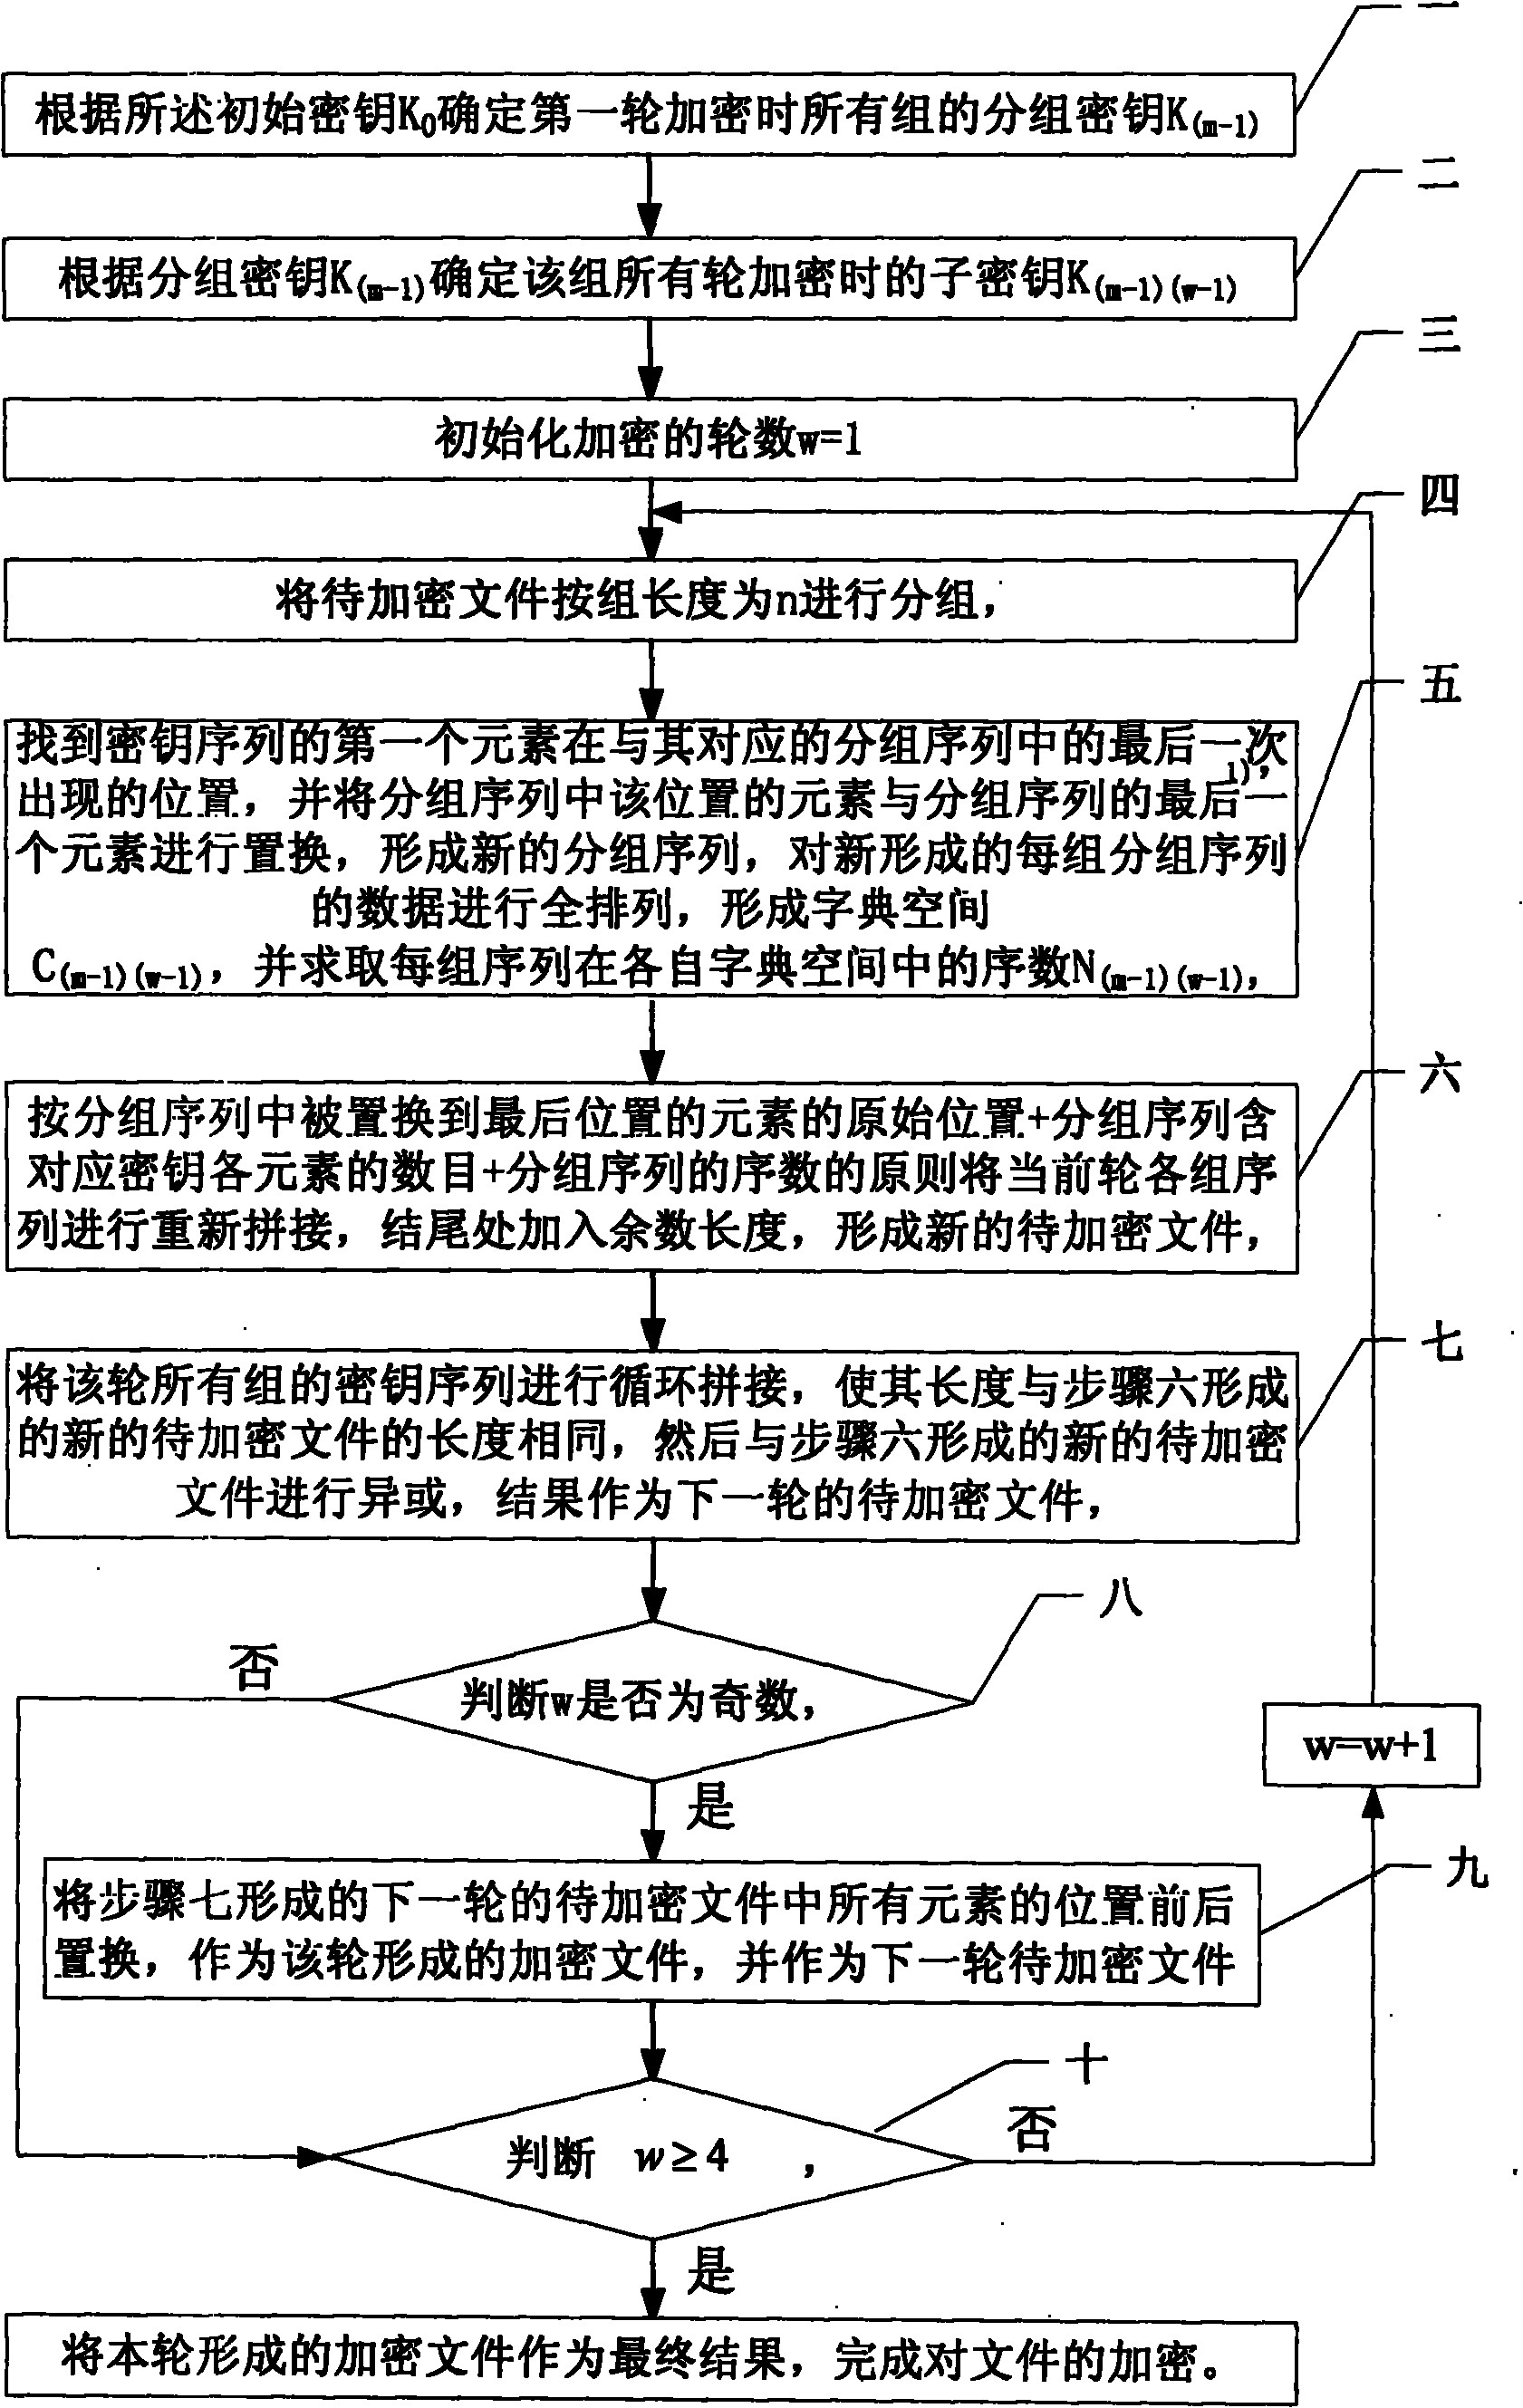 一
根据所述初始密钥K0确定第一轮加密时所有组的分组密钥K(m-1)
二
根据分组密钥K(m-1)确定该组所有轮加密时的子密钥K(m-1)(w-1)
三
初始化加密的轮数w=1
四
将待加密文件按组长度为n进行分组,
五
找到密钥序列的第一个元素在与其对应的分组序列中的最后一次
1),
出现的位置，并将分组序列中该位置的元素与分组序列的最后一
个元素进行置换，形成新的分组序列，对新形成的每组分组序列
的数据进行全排列，形成字典空间
C(m-1)(w-1)，并求取每组序列在各自字典空间中的序数N(m-1)(w-1),
六
按分组序列中被置换到最后位置的元素的原始位置+分组序列含
对应密钥各元素的数目+分组序列的序数的原则将当前轮各组序
列进行重新拼接，结尾处加入余数长度，形成新的待加密文件,
七
将该轮所有组的密钥序列进行循环拼接，使其长度与步骤六形成
的新的待加密文件的长度相同，然后与步骤六形成的新的待加密
文件进行异或，结果作为下一轮的待加密文件,
八
否
判断w是否为奇数,
w=w+1
是
九
将步骤七形成的下一轮的待加密文件中所有元素的位置前后
置换，作为该轮形成的加密文件，并作为下一轮待加密文件
十
否
判断 w≥4 ,
是
将本轮形成的加密文件作为最终结果，完成对文件的加密。